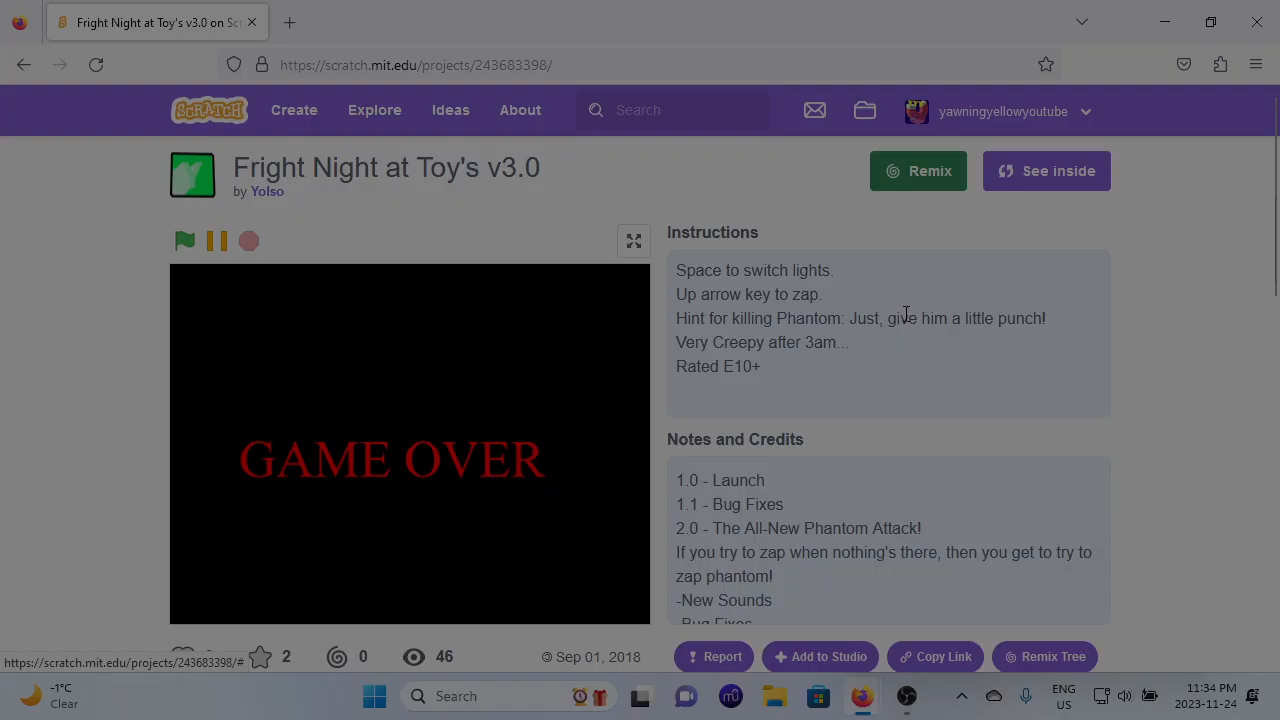 Fright Night at Toy's v3.0 on Scr
https://scratch.mit.edu/projects/243683398/
SCRATCH
Create
Explore
Ideas
About
Search
yawningyellowyoutube
Fright Night at Toy's v3.0
by Yolso
Remix
See inside
Instructions
Space to switch lights.
Up arrow key to zap.
Hint for killing Phantom: Just, give him a little punch!
Very Creepy after 3am...
Rated E10+
GAME OVER
Notes and Credits
1.0 - Launch
1.1 - Bug Fixes
2.0 - The All-New Phantom Attack!
If you try to zap when nothing's there, then you get to try to
zap phantom!
-New Sounds
-Bug Fixes
https://scratch.mit.edu/projects/243683398/#
2
0
46
Sep 01, 2018
Report
Add to Studio
Copy Link
Remix Tree
-1°C
Clear
Search
ENG
US
11:34 PM
2023-11-24